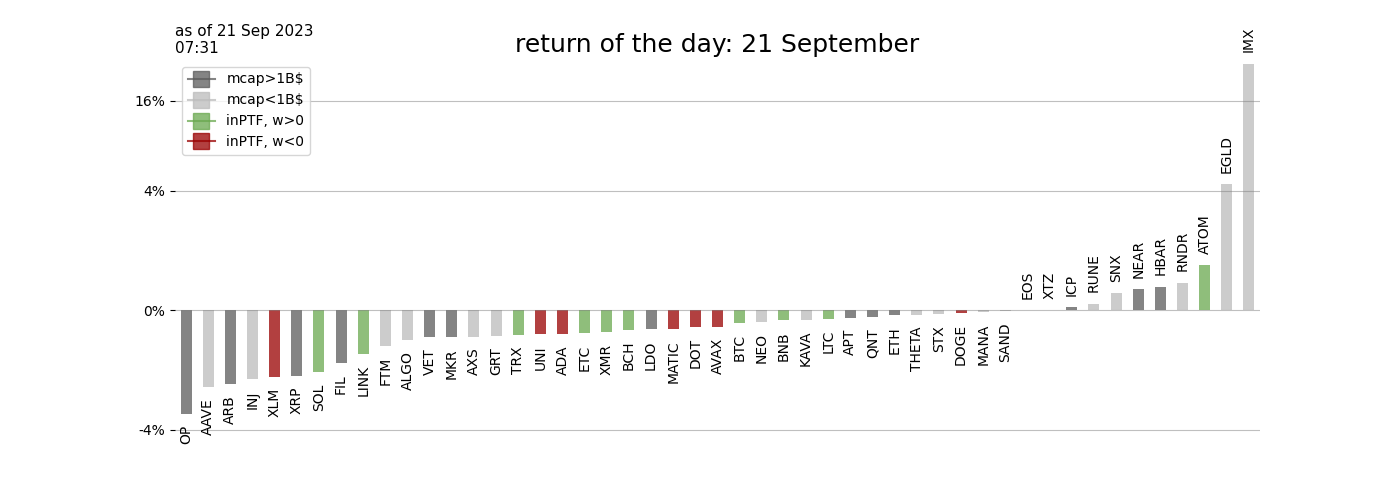 as of 21 Sep 2023
07:31
return of the day: 21 September
mcap>1B$
mcap<1B$
inPTF, w>0
inPTF, w<0
16%
4%
0%
-4%
OP
AAVE
ARB
INJ
XLM
XRP
SOL
FIL
LINK
FTM
ALGO
VET
MKR
AXS
GRT
TRX
UNI
ADA
ETC
XMR
BCH
LDO
MATIC
DOT
AVAX
BTC
NEO
BNB
KAVA
LTC
APT
QNT
ETH
THETA
STX
DOGE
MANA
SAND
EOS
XTZ
ICP
RUNE
SNX
NEAR
HBAR
RNDR
ATOM
EGLD
IMX